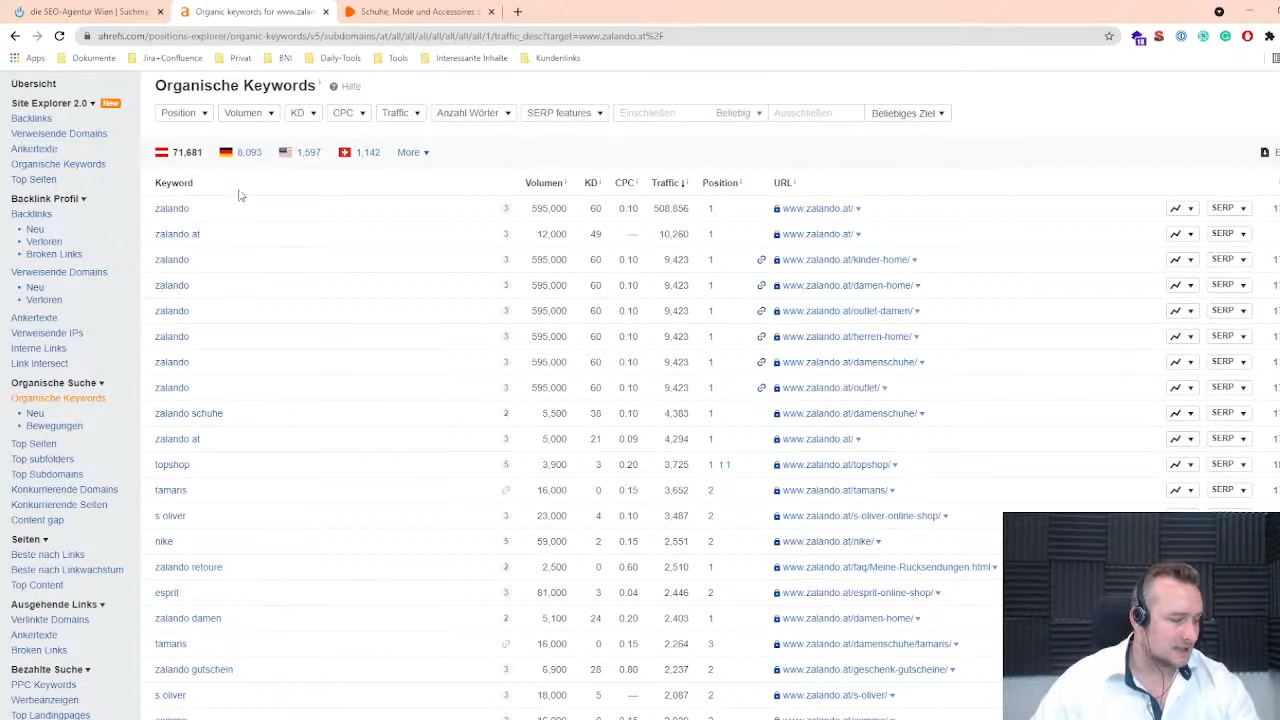 die SEO-Agentur Wien | Suchma
Organic keywords for www.zalan
Schuhe, Mode und Accessoires o
ahrefs.com/positions-explorer/organic-keywords/v5/subdomains/at/all/all/all/all/all/all/1/traffic_desc?target=www.zalando.at%2F
Apps Dokumente Jira+Confluence Privat BNI Daily-Tools Tools Interessante Inhalte Kundenlinks
Übersicht
Site Explorer 2.0 New
Backlinks
Verweisende Domains
Ankertexte
Organische Keywords
Top Seiten
Backlink Profil
Backlinks
Neu
Verloren
Broken Links
Verweisende Domains
Neu
Verloren
Ankertexte
Verweisende IPs
Interne Links
Link intersect
Organische Suche
Organische Keywords
Neu
Bewegungen
Top Seiten
Top subfolders
Top Subdomains
Konkurrierende Domains
Konkurrierende Seiten
Content gap
Seiten
Beste nach Links
Beste nach Linkwachstum
Top Content
Ausgehende Links
Verlinkte Domains
Ankertexte
Broken Links
Bezahlte Suche
PPC Keywords
Werbeanzeigen
Top Landingpages
Organische Keywords i Hilfe
Position Volumen KD CPC Traffic Anzahl Wörter SERP features Einschließen Beliebig Ausschließen Beliebiges Ziel
71,681 8,093 1,597 1,142 More
Keyword Volumen KD CPC Traffic Position URL
zalando 3 595,000 60 0.10 508,856 1 www.zalando.at/ SERP
zalando.at 3 12,000 49 — 10,260 1 www.zalando.at/ SERP
zalando 3 595,000 60 0.10 9,423 1 www.zalando.at/kinder-home/ SERP
zalando 3 595,000 60 0.10 9,423 1 www.zalando.at/damen-home/ SERP
zalando 3 595,000 60 0.10 9,423 1 www.zalando.at/outlet-damen/ SERP
zalando 3 595,000 60 0.10 9,423 1 www.zalando.at/herren-home/ SERP
zalando 3 595,000 60 0.10 9,423 1 www.zalando.at/damenschuhe/ SERP
zalando 3 595,000 60 0.10 9,423 1 www.zalando.at/outlet/ SERP
zalando schuhe 2 5,500 38 0.10 4,383 1 www.zalando.at/damenschuhe/ SERP
zalando at 3 5,000 21 0.09 4,294 1 www.zalando.at/ SERP
topshop 5 3,900 3 0.20 3,725 1 ↑1 www.zalando.at/topshop/ SERP
tamaris 16,000 0 0.15 3,652 2 www.zalando.at/tamaris/ SERP
s oliver 3 23,000 4 0.10 3,487 2 www.zalando.at/s-oliver-online-shop/
nike 3 59,000 2 0.15 2,551 2 www.zalando.at/nike/
zalando retoure 3 2,500 0 0.60 2,510 1 www.zalando.at/faq/Meine-Rucksendungen.html
esprit 3 81,000 3 0.04 2,446 2 www.zalando.at/esprit-online-shop/
zalando damen 2 5,100 24 0.20 2,403 1 www.zalando.at/damen-home/
tamaris 16,000 0 0.15 2,264 3 www.zalando.at/damenschuhe/tamaris/
zalando gutschein 3 6,900 28 0.80 2,237 2 www.zalando.at/geschenk-gutscheine/
s.oliver 3 18,000 5 — 2,087 2 www.zalando.at/s-oliver/